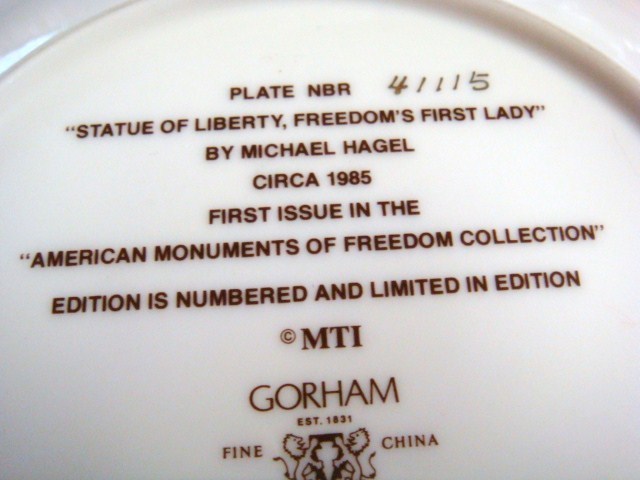 PLATE NBR 41115
"STATUE OF LIBERTY, FREEDOM'S FIRST LADY"
BY MICHAEL HAGEL
CIRCA 1985
FIRST ISSUE IN THE
"AMERICAN MONUMENTS OF FREEDOM COLLECTION"
EDITION IS NUMBERED AND LIMITED IN EDITION
© MTI
GORHAM
EST. 1831
FINE CHINA